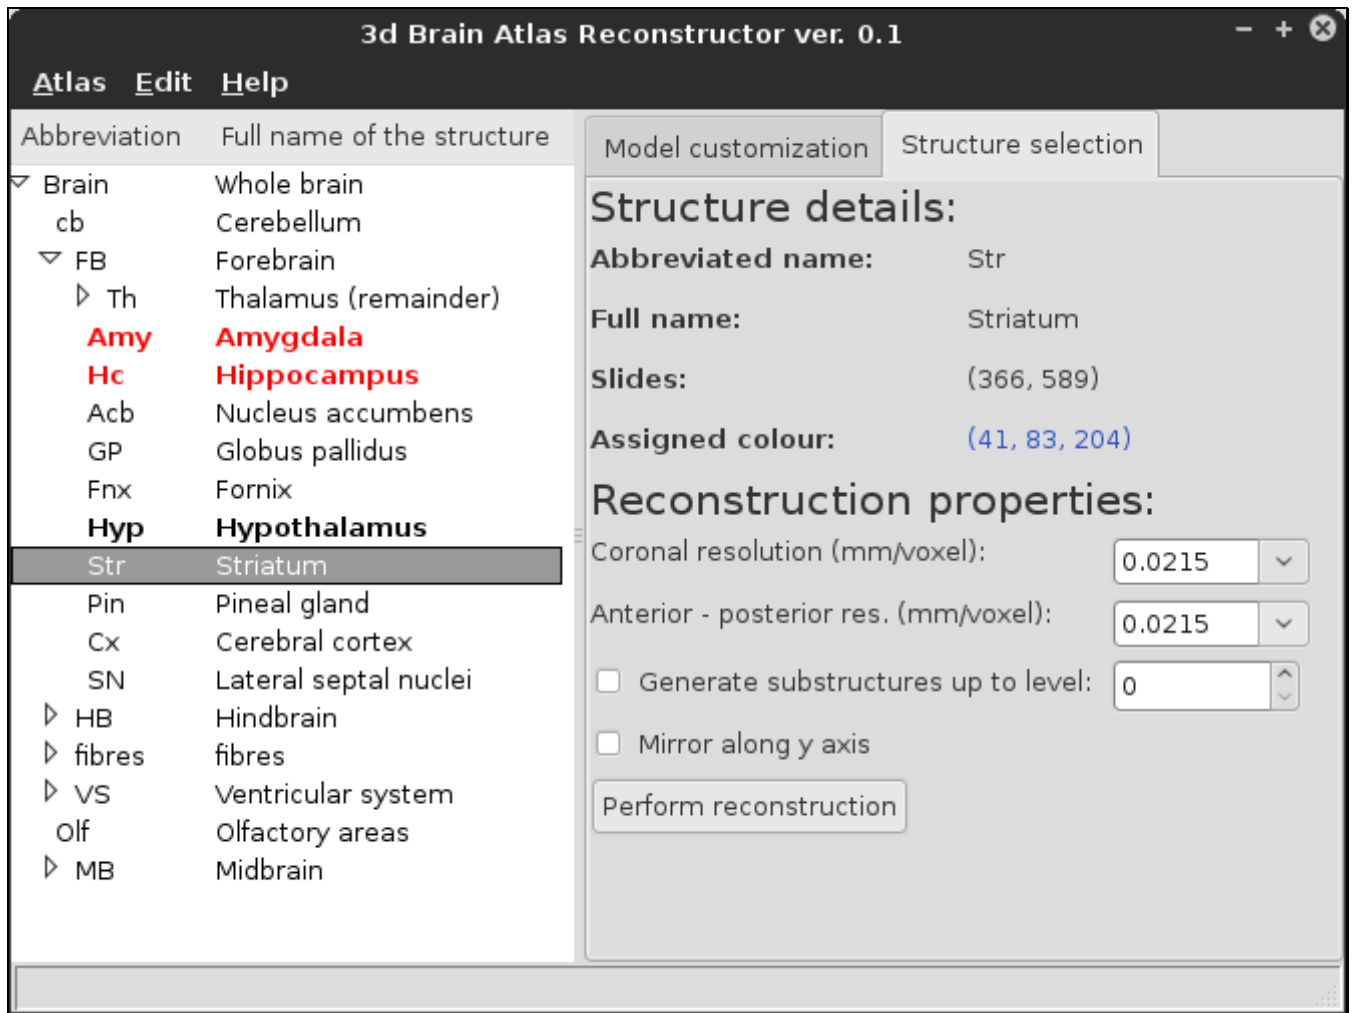 3d Brain Atlas Reconstructor ver. 0.1
Atlas Edit Help
Abbreviation Full name of the structure
Brain Whole brain
cb Cerebellum
FB Forebrain
Th Thalamus (remainder)
Amy Amygdala
Hc Hippocampus
Acb Nucleus accumbens
GP Globus pallidus
Fnx Fornix
Hyp Hypothalamus
Str Striatum
Pin Pineal gland
Cx Cerebral cortex
SN Lateral septal nuclei
HB Hindbrain
fibres fibres
VS Ventricular system
Olf Olfactory areas
MB Midbrain
Model customization Structure selection
Structure details:
Abbreviated name: Str
Full name: Striatum
Slides: (366, 589)
Assigned colour: (41, 83, 204)
Reconstruction properties:
Coronal resolution (mm/voxel): 0.0215
Anterior - posterior res. (mm/voxel): 0.0215
Generate substructures up to level: 0
Mirror along y axis
Perform reconstruction